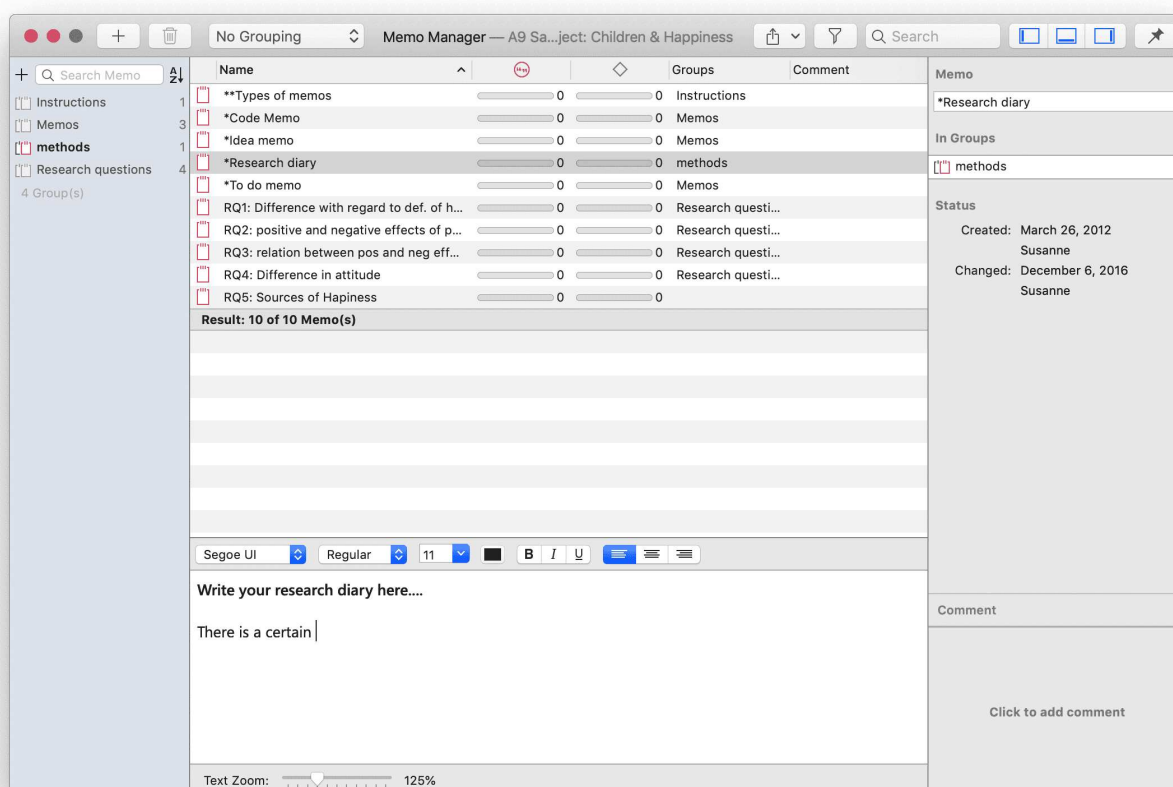 No Grouping
Memo Manager — A9 Sa...ject: Children & Happiness
Search
Search Memo
Instructions 1
Memos 3
methods 1
Research questions 4
4 Group(s)
Name Groups Comment
**Types of memos 0 0 Instructions
*Code Memo 0 0 Memos
*Idea memo 0 0 Memos
*Research diary 0 0 methods
*To do memo 0 0 Memos
RQ1: Difference with regard to def. of h... 0 0 Research questi...
RQ2: positive and negative effects of p... 0 0 Research questi...
RQ3: relation between pos and neg eff... 0 0 Research questi...
RQ4: Difference in attitude 0 0 Research questi...
RQ5: Sources of Hapiness 0 0
Result: 10 of 10 Memo(s)
Segoe UI Regular 11 B I U
Write your research diary here....
There is a certain
Text Zoom: 125%
Memo
*Research diary
In Groups
methods
Status
Created: March 26, 2012
Susanne
Changed: December 6, 2016
Susanne
Comment
Click to add comment